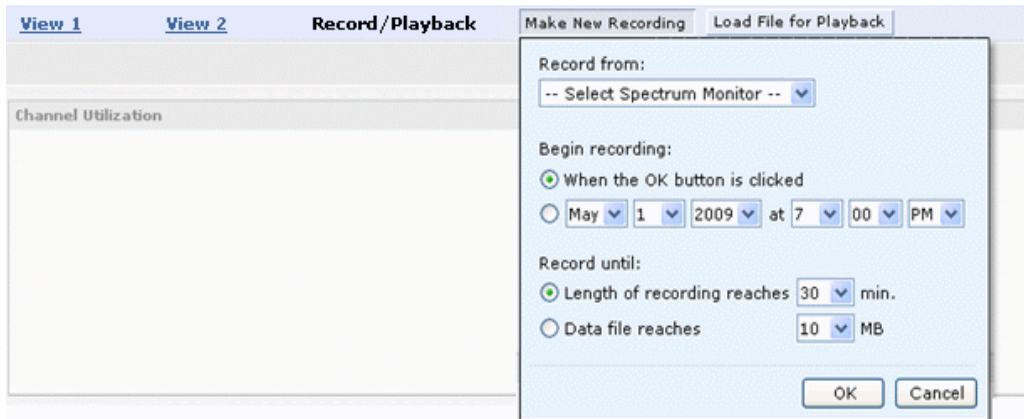 View 1 View 2 Record/Playback Make New Recording Load File for Playback
Channel Utilization
Record from:
-- Select Spectrum Monitor --
Begin recording:
When the OK button is clicked
May 1 2009 at 7 00 PM
Record until:
Length of recording reaches 30 min.
Data file reaches 10 MB
OK Cancel